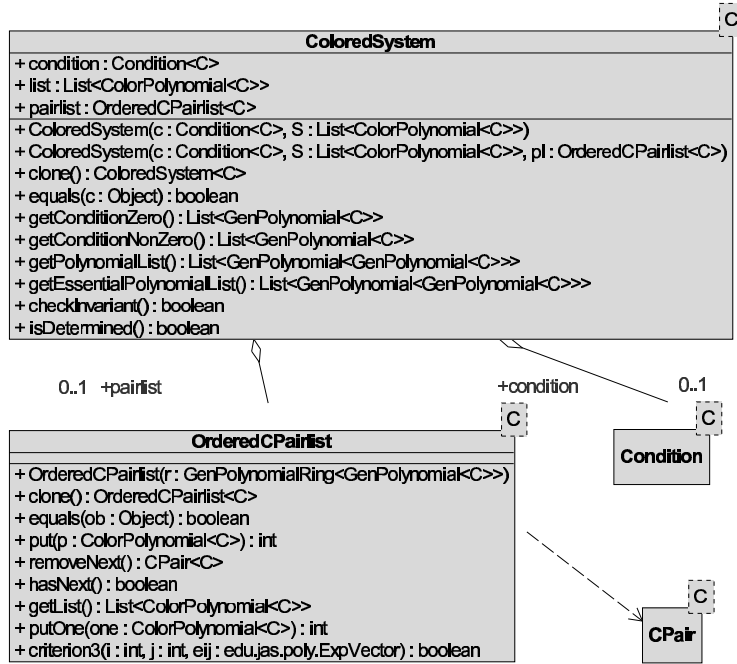 C
ColoredSystem
+ condition : Condition<C>
+ list : List<ColorPolynomial<C>>
+ pairlist : OrderedCPairlist<C>
+ ColoredSystem(c : Condition<C>, S : List<ColorPolynomial<C>>)
+ ColoredSystem(c : Condition<C>, S : List<ColorPolynomial<C>>, pl : OrderedCPairlist<C>)
+ clone() : ColoredSystem<C>
+ equals(c : Object) : boolean
+ getConditionZero() : List<GenPolynomial<C>>
+ getConditionNonZero() : List<GenPolynomial<C>>
+ getPolynomialList() : List<GenPolynomial<GenPolynomial<C>>>
+ getEssentialPolynomialList() : List<GenPolynomial<GenPolynomial<C>>>
+ checkInvariant() : boolean
+ isDetermined() : boolean
0..1 +pairlist
+condition 0..1
C
OrderedCPairlist
+ OrderedCPairlist(r : GenPolynomialRing<GenPolynomial<C>>)
+ clone() : OrderedCPairlist<C>
+ equals(ob : Object) : boolean
+ put(p : ColorPolynomial<C>) : int
+ removeNext() : CPair<C>
+ hasNext() : boolean
+ getList() : List<ColorPolynomial<C>>
+ putOne(one : ColorPolynomial<C>) : int
+ criterion3(i : int, j : int, eij : edu.jas.poly.ExpVector) : boolean
C
Condition
C
CPair